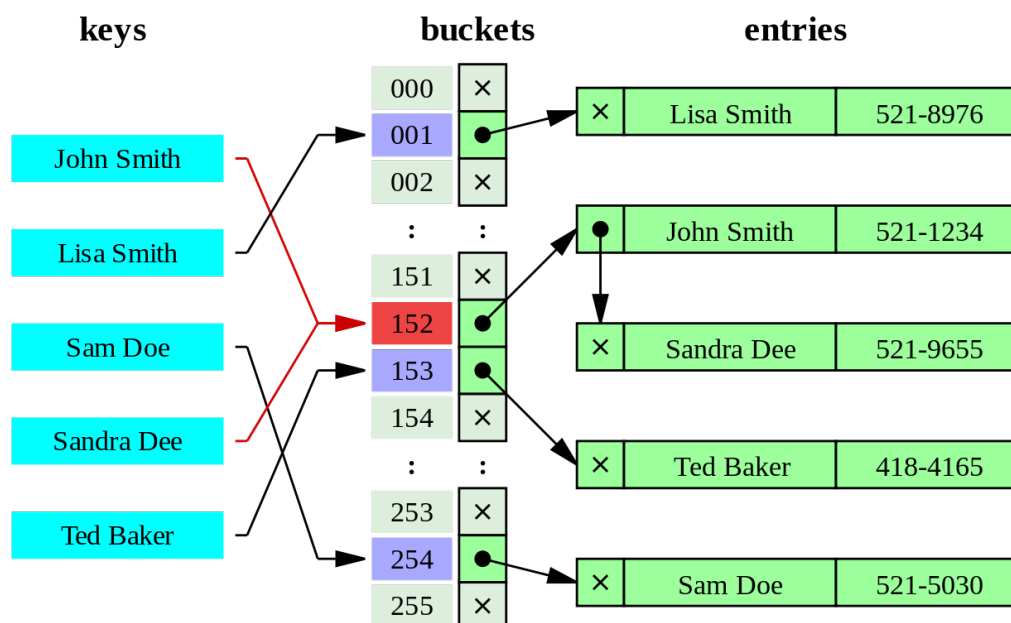 keys
buckets
entries
John Smith
Lisa Smith
Sam Doe
Sandra Dee
Ted Baker
000 ×
001
002 ×
: :
151 ×
152
153
154 ×
: :
253 ×
254
255 ×
× Lisa Smith 521-8976
John Smith 521-1234
× Sandra Dee 521-9655
× Ted Baker 418-4165
× Sam Doe 521-5030